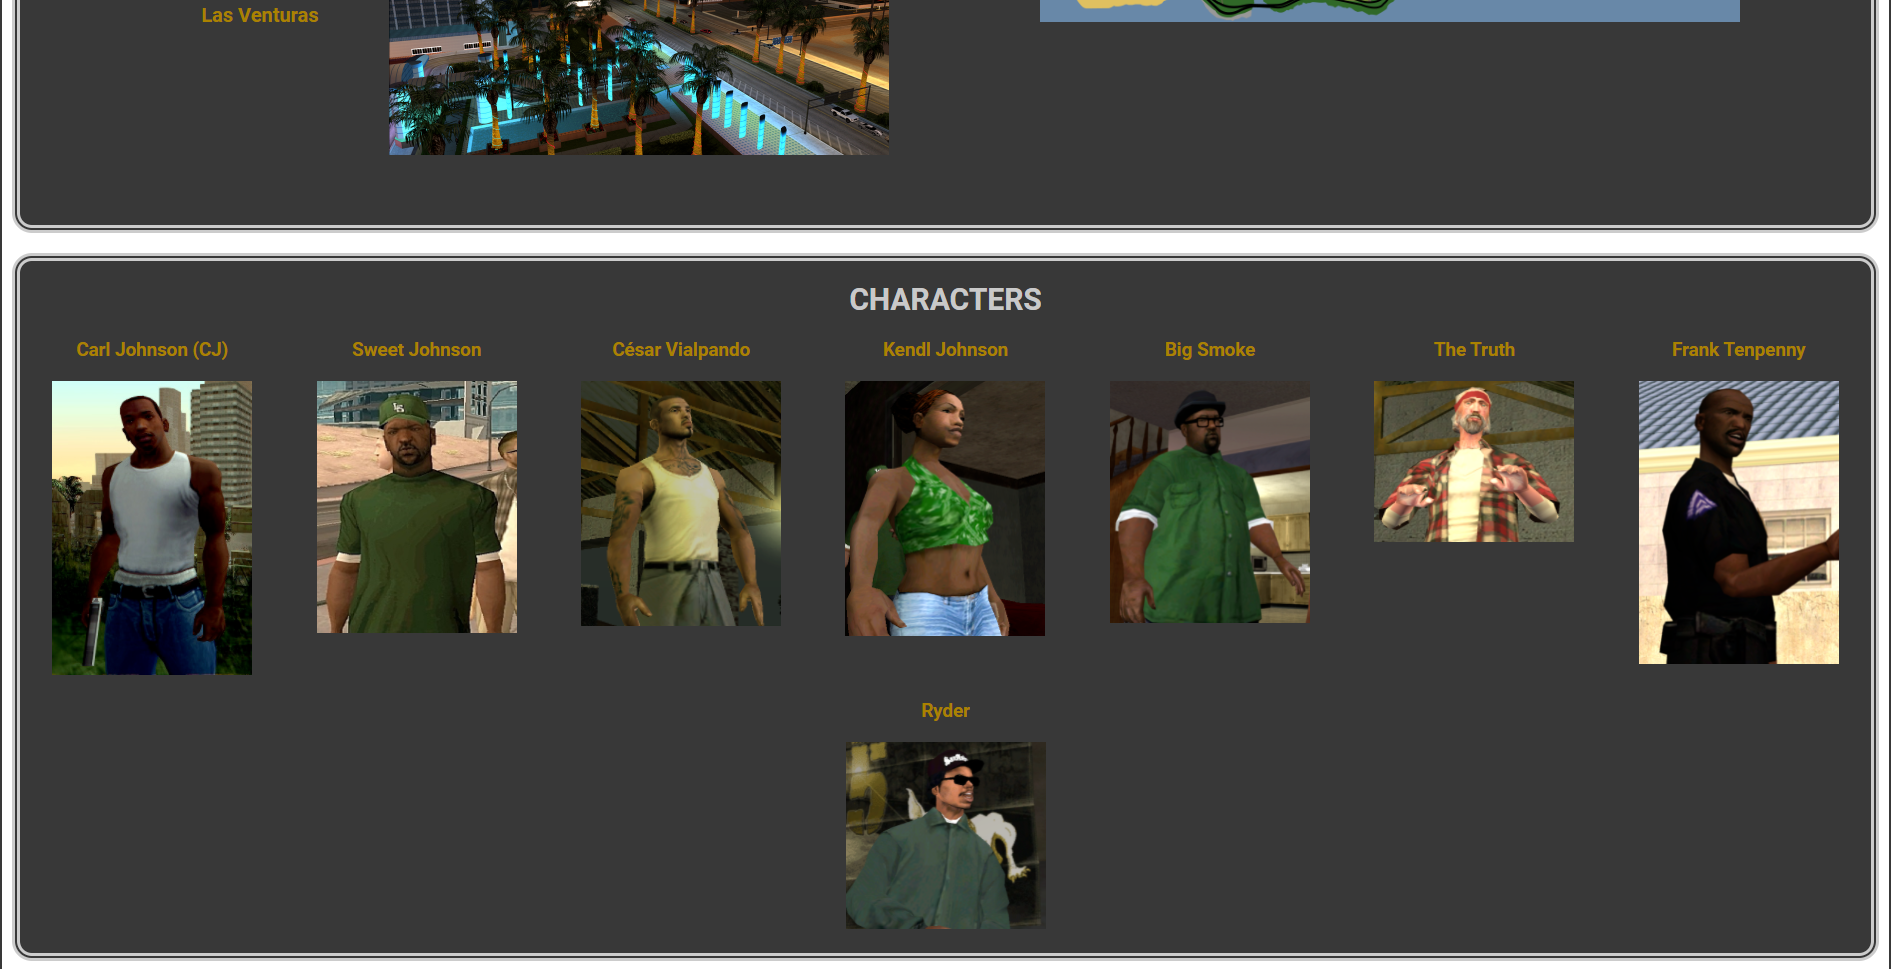 Las Venturas
CHARACTERS
Carl Johnson (CJ)
Sweet Johnson
César Vialpando
Kendl Johnson
Big Smoke
The Truth
Frank Tenpenny
LS
Ryder